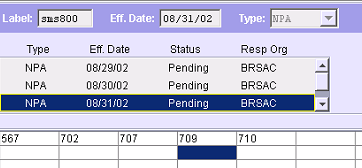 Label: sms800 Eff. Date: 08/31/02 Type: NPA
Type Eff. Date Status Resp Org
NPA 08/29/02 Pending BRSAC
NPA 08/30/02 Pending BRSAC
NPA 08/31/02 Pending BRSAC
567 702 707 709 710